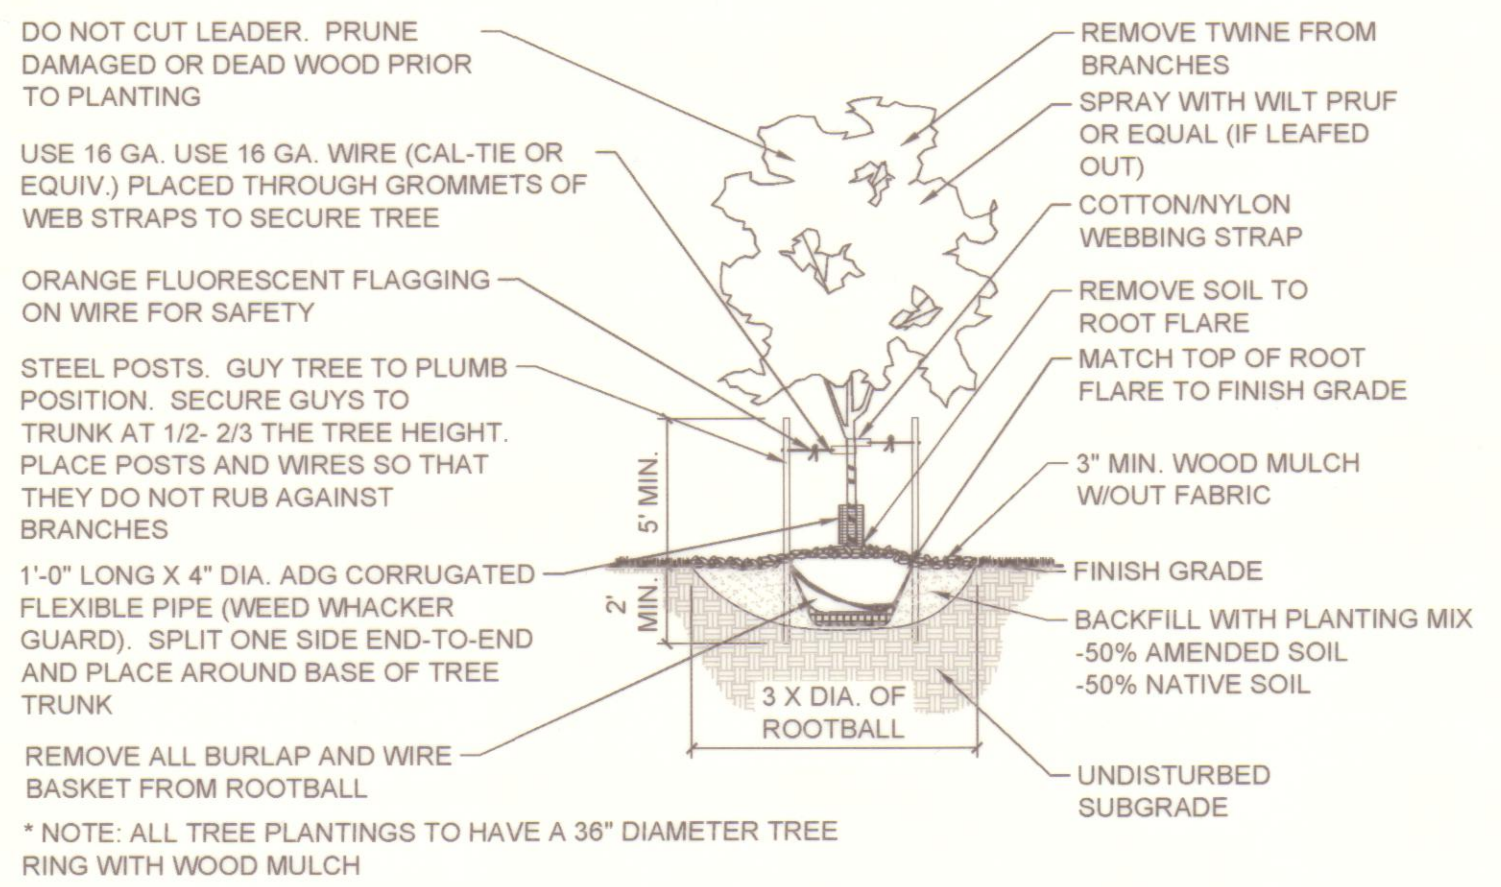 DO NOT CUT LEADER. PRUNE
DAMAGED OR DEAD WOOD PRIOR
TO PLANTING
USE 16 GA. USE 16 GA. WIRE (CAL-TIE OR
EQUIV.) PLACED THROUGH GROMMETS OF
WEB STRAPS TO SECURE TREE
ORANGE FLUORESCENT FLAGGING
ON WIRE FOR SAFETY
STEEL POSTS. GUY TREE TO PLUMB
POSITION. SECURE GUYS TO
TRUNK AT 1/2- 2/3 THE TREE HEIGHT.
PLACE POSTS AND WIRES SO THAT
THEY DO NOT RUB AGAINST
BRANCHES
1'-0" LONG X 4" DIA. ADG CORRUGATED
FLEXIBLE PIPE (WEED WHACKER
GUARD). SPLIT ONE SIDE END-TO-END
AND PLACE AROUND BASE OF TREE
TRUNK
REMOVE ALL BURLAP AND WIRE
BASKET FROM ROOTBALL
* NOTE: ALL TREE PLANTINGS TO HAVE A 36" DIAMETER TREE
RING WITH WOOD MULCH
5' MIN.
2'
MIN.
3 X DIA. OF
ROOTBALL
REMOVE TWINE FROM
BRANCHES
SPRAY WITH WILT PRUF
OR EQUAL (IF LEAFED
OUT)
COTTON/NYLON
WEBBING STRAP
REMOVE SOIL TO
ROOT FLARE
MATCH TOP OF ROOT
FLARE TO FINISH GRADE
3" MIN. WOOD MULCH
W/OUT FABRIC
FINISH GRADE
BACKFILL WITH PLANTING MIX
-50% AMENDED SOIL
-50% NATIVE SOIL
UNDISTURBED
SUBGRADE